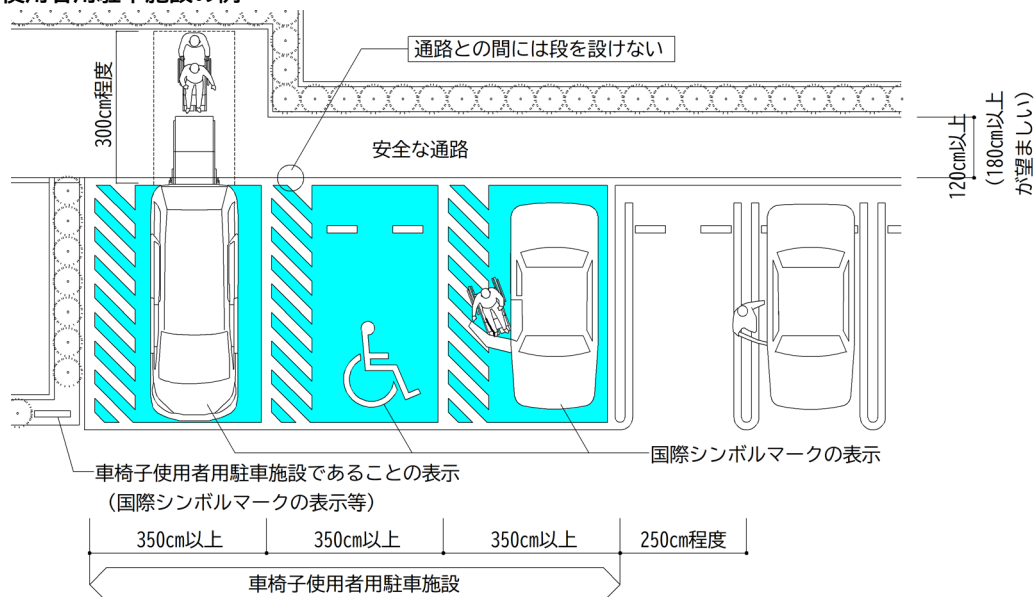 使用者用駐車施設の例
通路との間には段を設けない
300cm程度
安全な通路
120cm以上
(180cm以上
が望ましい)
国際シンボルマークの表示
車椅子使用者用駐車施設であることの表示
（国際シンボルマークの表示等）
350cm以上
350cm以上
350cm以上
250cm程度
車椅子使用者用駐車施設